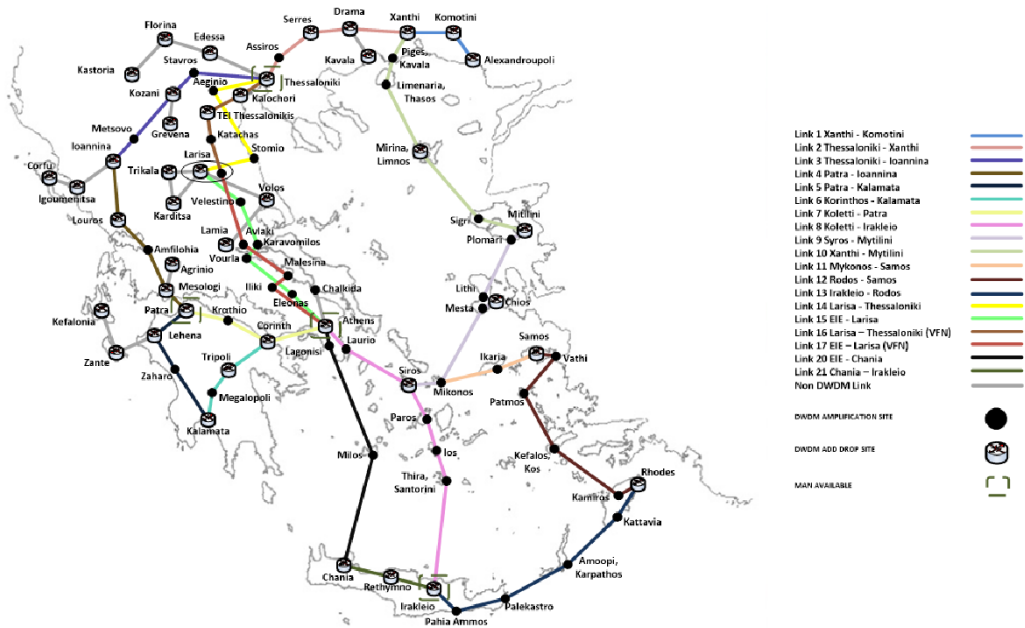 Drama
Xanthi
Komotini
Serres
Florina
Edessa
Assiros
Stavros
Kavala
Piges,
Kavala
Alexandroupoli
Kastoria
Aeginio
Thessaloniki
Kozani
Kalochori
Limenaria,
Thasos
TEI Thessalonikis
Metsovo
Grevena
Katachas
Ioannina
Larisa
Stomio
Mirina,
Limnos
Corfu
Trikala
Igoumenitsa
Volos
Karditsa
Velestino
Louros
Sigri
Mitilini
Lamia
Avlaki
Karavomilos
Plomari
Amfilohia
Vourla
Malesina
Agrinio
Iliki
Chalkida
Lithi
Mesologi
Eleonas
Mesta
Chios
Kefalonia
Patra
Krathio
Athens
Lehena
Corinth
Laurio
Lagonisi
Samos
Zante
Tripoli
Ikaria
Vathi
Zaharo
Siros
Mikonos
Megalopoli
Patmos
Paros
Kalamata
Milos
Ios
Kefalos,
Kos
Thira,
Santorini
Rhodes
Kamiros
Kattavia
Chania
Amoopi,
Karpathos
Rethymno
Irakleio
Palekastro
Pahia Ammos
Link 1 Xanthi - Komotini
Link 2 Thessaloniki - Xanthi
Link 3 Thessaloniki - Ioannina
Link 4 Patra - Ioannina
Link 5 Patra - Kalamata
Link 6 Korinthos - Kalamata
Link 7 Koletti - Patra
Link 8 Koletti - Irakleio
Link 9 Syros - Mytilini
Link 10 Xanthi - Mytilini
Link 11 Mykonos - Samos
Link 12 Rodos - Samos
Link 13 Irakleio - Rodos
Link 14 Larisa - Thessaloniki
Link 15 EIE - Larisa
Link 16 Larisa – Thessaloniki (VFN)
Link 17 EIE – Larisa (VFN)
Link 20 EIE - Chania
Link 21 Chania – Irakleio
Non DWDM Link
DWDM AMPLIFICATION SITE
DWDM ADD DROP SITE
MAN AVAILABLE